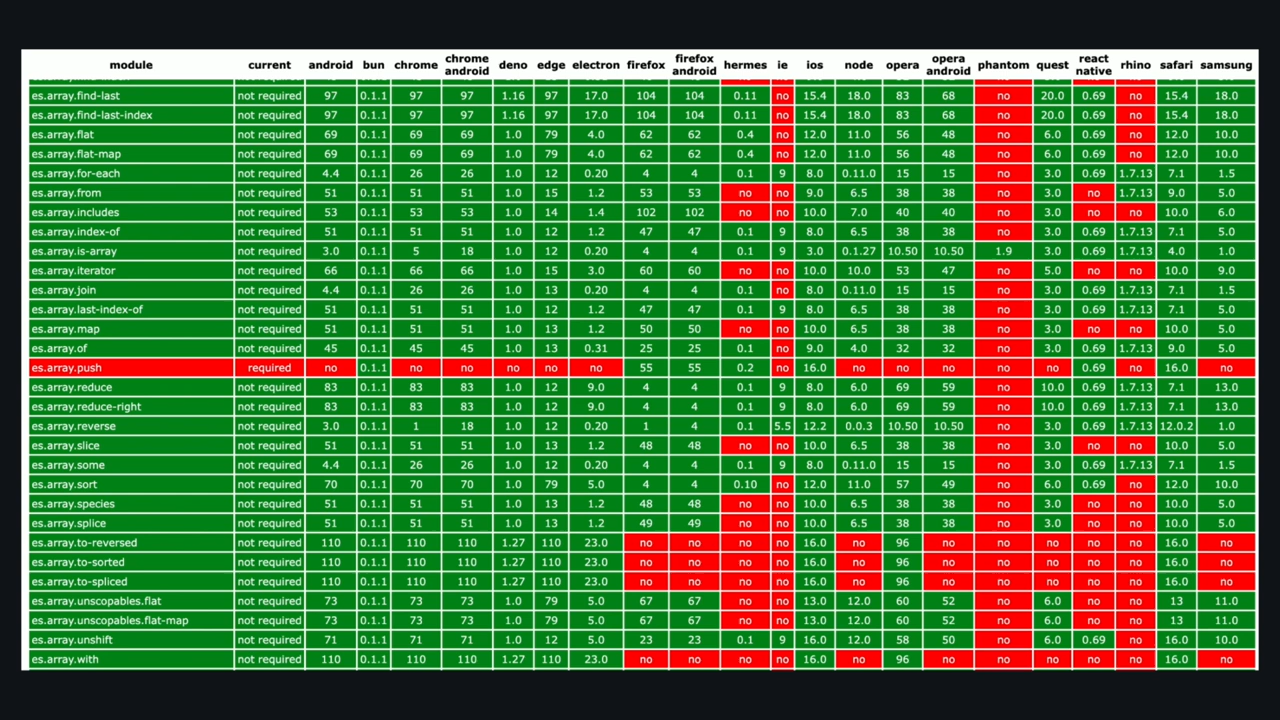 module current android bun chrome chrome android deno edge electron firefox firefox android hermes ie ios node opera opera android phantom quest react native rhino safari samsung
es.array.find-last not required 97 0.1.1 97 97 1.16 97 17.0 104 104 0.11 no 15.4 18.0 83 68 no 20.0 0.69 no 15.4 18.0
es.array.find-last-index not required 97 0.1.1 97 97 1.16 97 17.0 104 104 0.11 no 15.4 18.0 83 68 no 20.0 0.69 no 15.4 18.0
es.array.flat not required 69 0.1.1 69 69 1.0 79 4.0 62 62 0.4 no 12.0 11.0 56 48 no 6.0 0.69 no 12.0 10.0
es.array.flat-map not required 69 0.1.1 69 69 1.0 79 4.0 62 62 0.4 no 12.0 11.0 56 48 no 6.0 0.69 no 12.0 10.0
es.array.for-each not required 4.4 0.1.1 26 26 1.0 12 0.20 4 4 0.1 9 8.0 0.11.0 15 15 no 3.0 0.69 1.7.13 7.1 1.5
es.array.from not required 51 0.1.1 51 51 1.0 15 1.2 53 53 no no 9.0 6.5 38 38 no 3.0 no 1.7.13 9.0 5.0
es.array.includes not required 53 0.1.1 53 53 1.0 14 1.4 102 102 no no 10.0 7.0 40 40 no 3.0 no no 10.0 6.0
es.array.index-of not required 51 0.1.1 51 51 1.0 12 1.2 47 47 0.1 9 8.0 6.5 38 38 no 3.0 0.69 1.7.13 7.1 5.0
es.array.is-array not required 3.0 0.1.1 5 18 1.0 12 0.20 4 4 0.1 9 3.0 0.1.27 10.50 10.50 1.9 3.0 0.69 1.7.13 4.0 1.0
es.array.iterator not required 66 0.1.1 66 66 1.0 15 3.0 60 60 no no 10.0 10.0 53 47 no 5.0 no no 10.0 9.0
es.array.join not required 4.4 0.1.1 26 26 1.0 13 0.20 4 4 0.1 no 8.0 0.11.0 15 15 no 3.0 0.69 1.7.13 7.1 1.5
es.array.last-index-of not required 51 0.1.1 51 51 1.0 12 1.2 47 47 0.1 9 8.0 6.5 38 38 no 3.0 0.69 1.7.13 7.1 5.0
es.array.map not required 51 0.1.1 51 51 1.0 13 1.2 50 50 no no 10.0 6.5 38 38 no 3.0 no no 10.0 5.0
es.array.of not required 45 0.1.1 45 45 1.0 13 0.31 25 25 0.1 no 9.0 4.0 32 32 no 3.0 0.69 1.7.13 9.0 5.0
es.array.push required no 0.1.1 no no no no no 55 55 0.2 no 16.0 no no no no no 0.69 no 16.0 no
es.array.reduce not required 83 0.1.1 83 83 1.0 12 9.0 4 4 0.1 9 8.0 6.0 69 59 no 10.0 0.69 1.7.13 7.1 13.0
es.array.reduce-right not required 83 0.1.1 83 83 1.0 12 9.0 4 4 0.1 9 8.0 6.0 69 59 no 10.0 0.69 1.7.13 7.1 13.0
es.array.reverse not required 3.0 0.1.1 1 18 1.0 12 0.20 1 4 0.1 5.5 12.2 0.0.3 10.50 10.50 no 3.0 0.69 1.7.13 12.0.2 1.0
es.array.slice not required 51 0.1.1 51 51 1.0 13 1.2 48 48 no no 10.0 6.5 38 38 no 3.0 no no 10.0 5.0
es.array.some not required 4.4 0.1.1 26 26 1.0 12 0.20 4 4 0.1 9 8.0 0.11.0 15 15 no 3.0 0.69 1.7.13 7.1 1.5
es.array.sort not required 70 0.1.1 70 70 1.0 79 5.0 4 4 0.10 no 12.0 11.0 57 49 no 6.0 0.69 no 12.0 10.0
es.array.species not required 51 0.1.1 51 51 1.0 13 1.2 48 48 no no 10.0 6.5 38 38 no 3.0 no no 10.0 5.0
es.array.splice not required 51 0.1.1 51 51 1.0 13 1.2 49 49 no no 10.0 6.5 38 38 no 3.0 no no 10.0 5.0
es.array.to-reversed not required 110 0.1.1 110 110 1.27 110 23.0 no no no no 16.0 no 96 no no no no no 16.0 no
es.array.to-sorted not required 110 0.1.1 110 110 1.27 110 23.0 no no no no 16.0 no 96 no no no no no 16.0 no
es.array.to-spliced not required 110 0.1.1 110 110 1.27 110 23.0 no no no no 16.0 no 96 no no no no no 16.0 no
es.array.unscopables.flat not required 73 0.1.1 73 73 1.0 79 5.0 67 67 no no 13.0 12.0 60 52 no 6.0 no no 13 11.0
es.array.unscopables.flat-map not required 73 0.1.1 73 73 1.0 79 5.0 67 67 no no 13.0 12.0 60 52 no 6.0 no no 13 11.0
es.array.unshift not required 71 0.1.1 71 71 1.0 12 5.0 23 23 0.1 9 16.0 12.0 58 50 no 6.0 0.69 no 16.0 10.0
es.array.with not required 110 0.1.1 110 110 1.27 110 23.0 no no no no 16.0 no 96 no no no no no 16.0 no